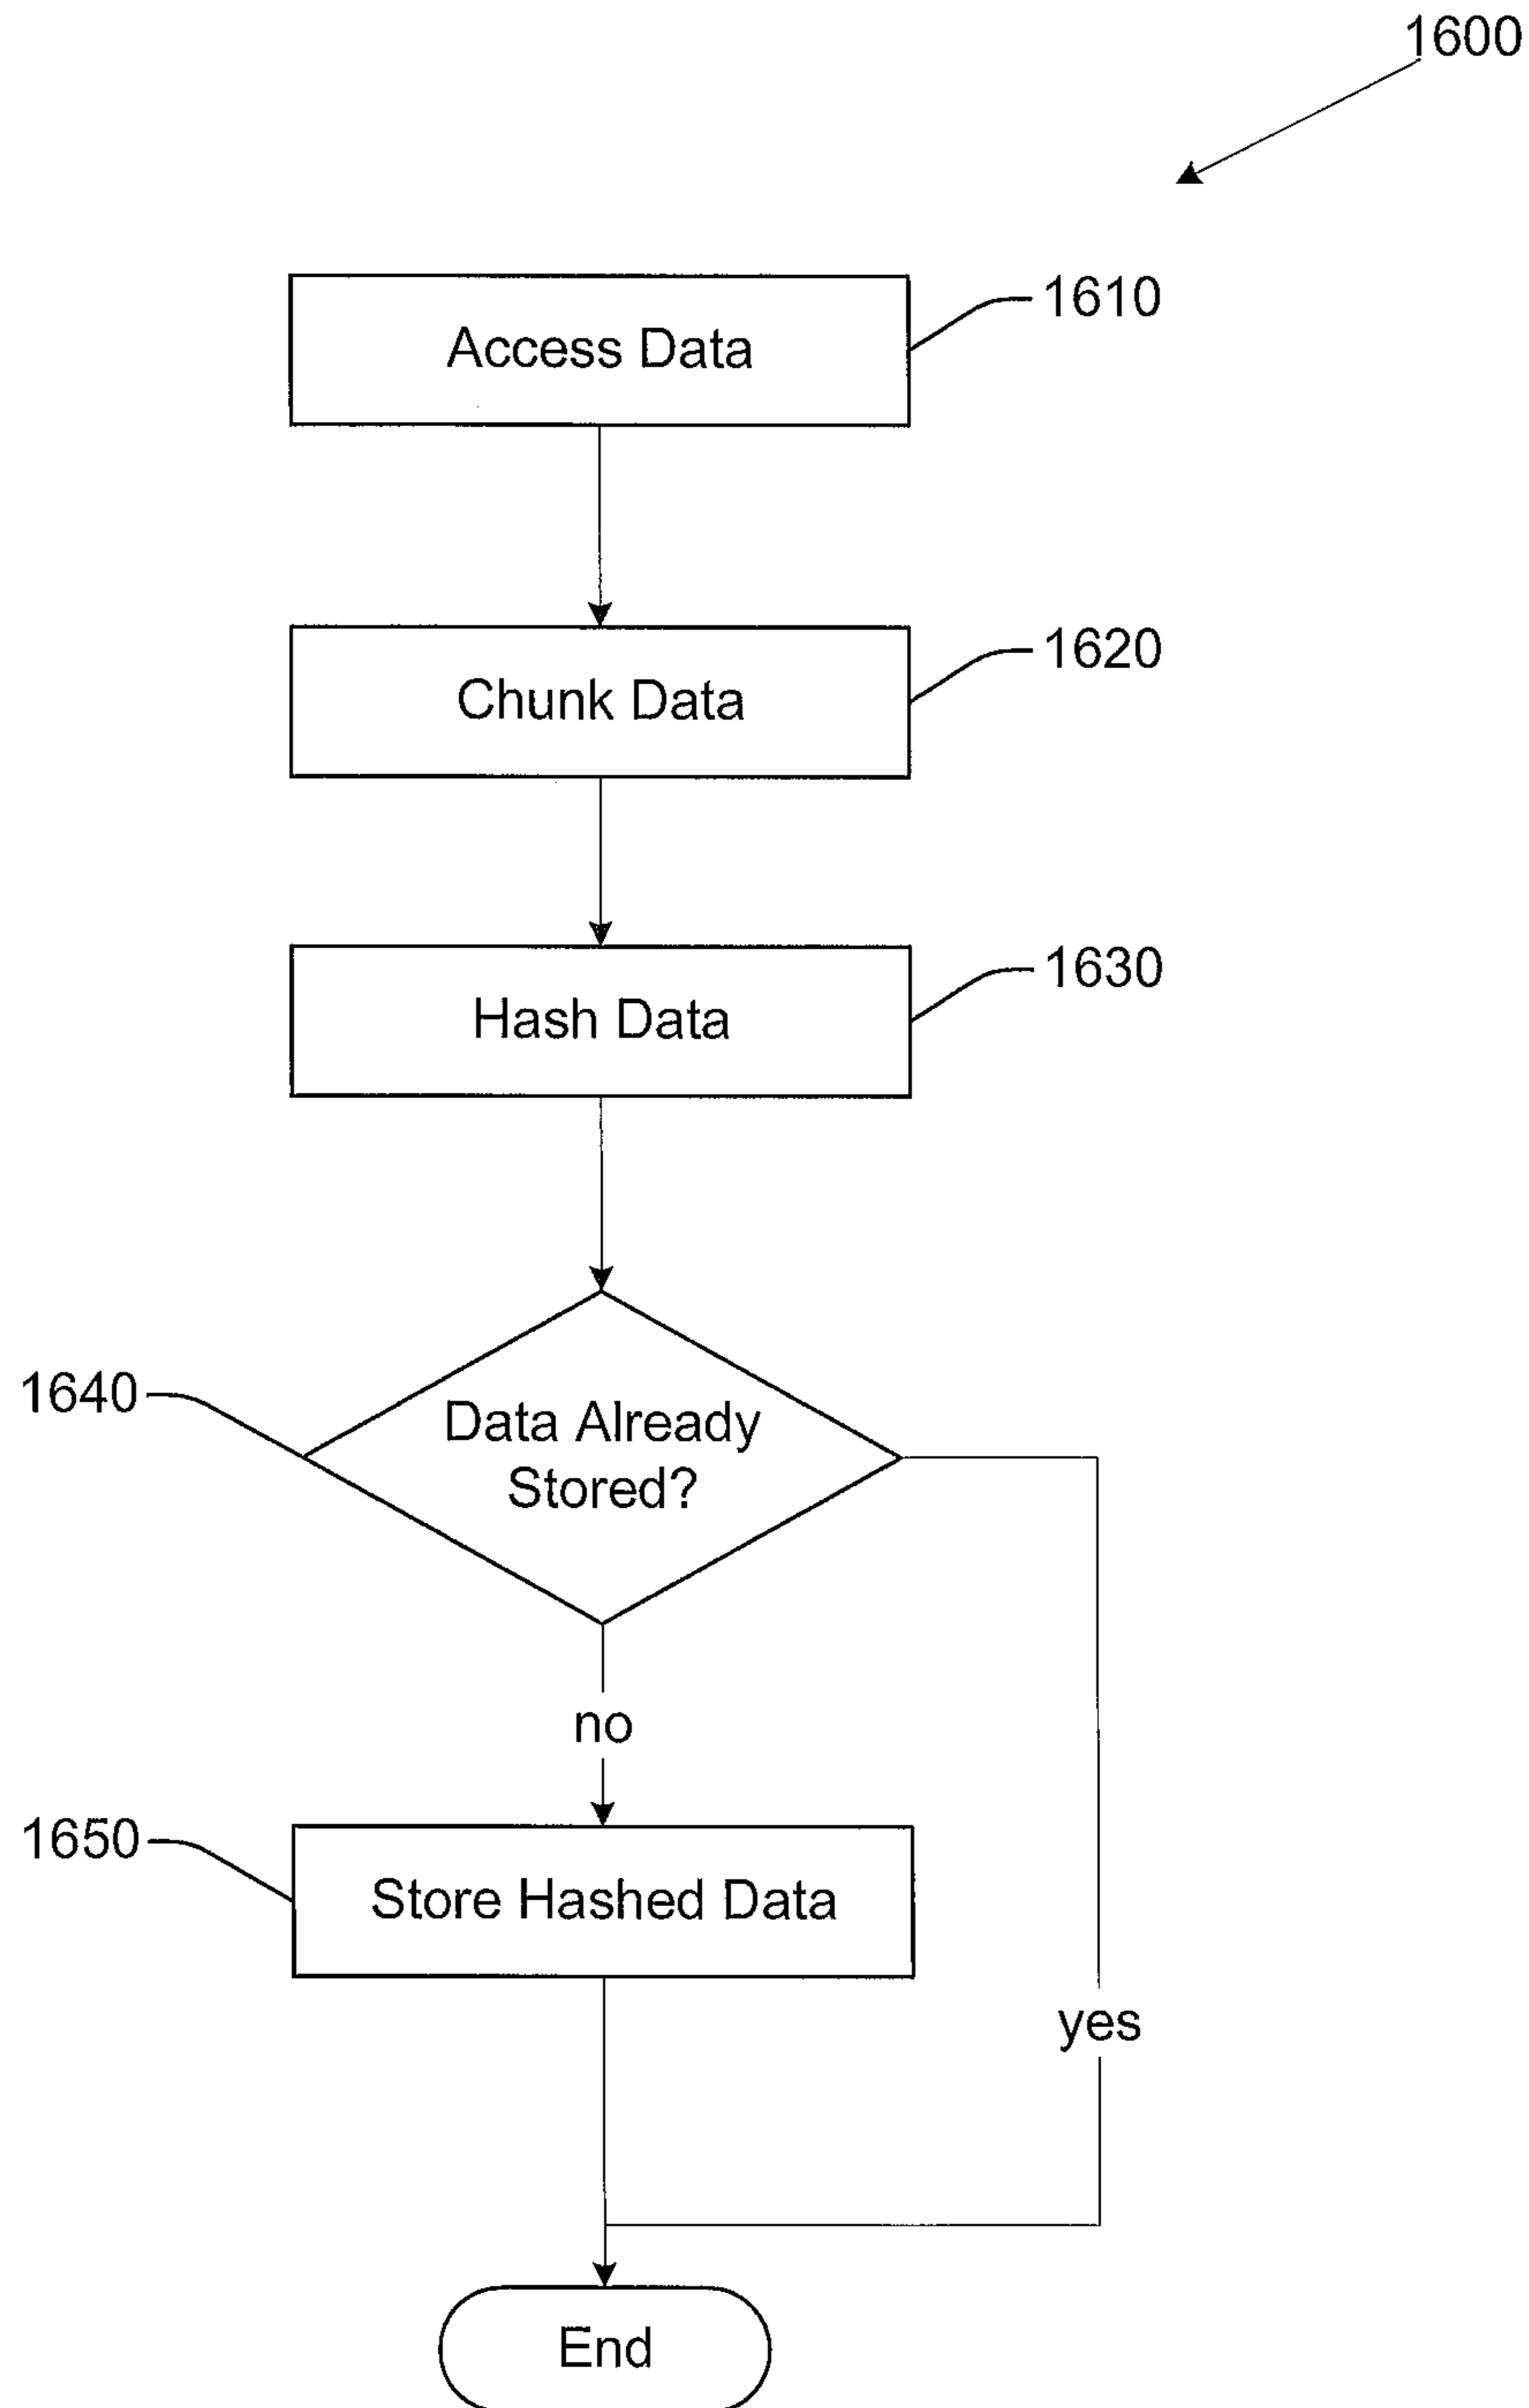 1600
Access Data
1610
Chunk Data
1620
Hash Data
1630
1640
Data Already
Stored?
no
1650
Store Hashed Data
yes
End